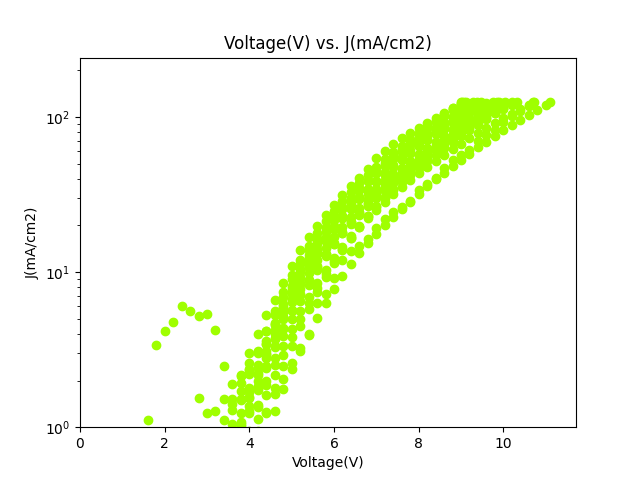 Voltage(V) vs. J(mA/cm2)
10²
10¹
10⁰
J(mA/cm2)
0 2 4 6 8 10
Voltage(V)